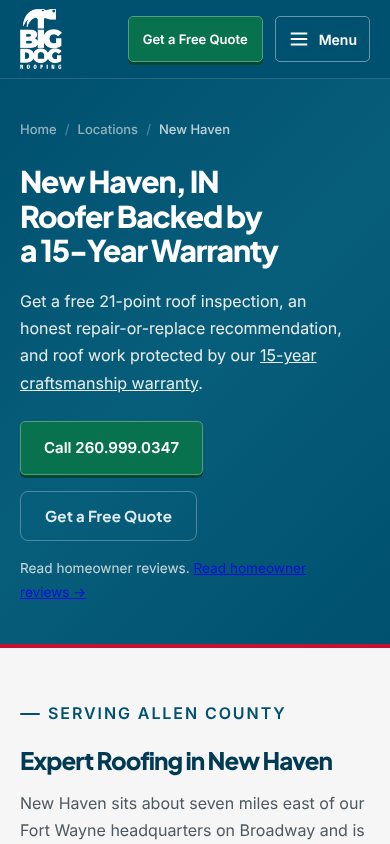 BIG
DOG
ROOFING
Get a Free Quote
Menu
Home / Locations / New Haven
New Haven, IN
Roofer Backed by
a 15-Year Warranty
Get a free 21-point roof inspection, an
honest repair-or-replace recommendation,
and roof work protected by our 15-year
craftsmanship warranty.
Call 260.999.0347
Get a Free Quote
Read homeowner reviews. Read homeowner
reviews →
— SERVING ALLEN COUNTY
Expert Roofing in New Haven
New Haven sits about seven miles east of our
Fort Wayne headquarters on Broadway and is